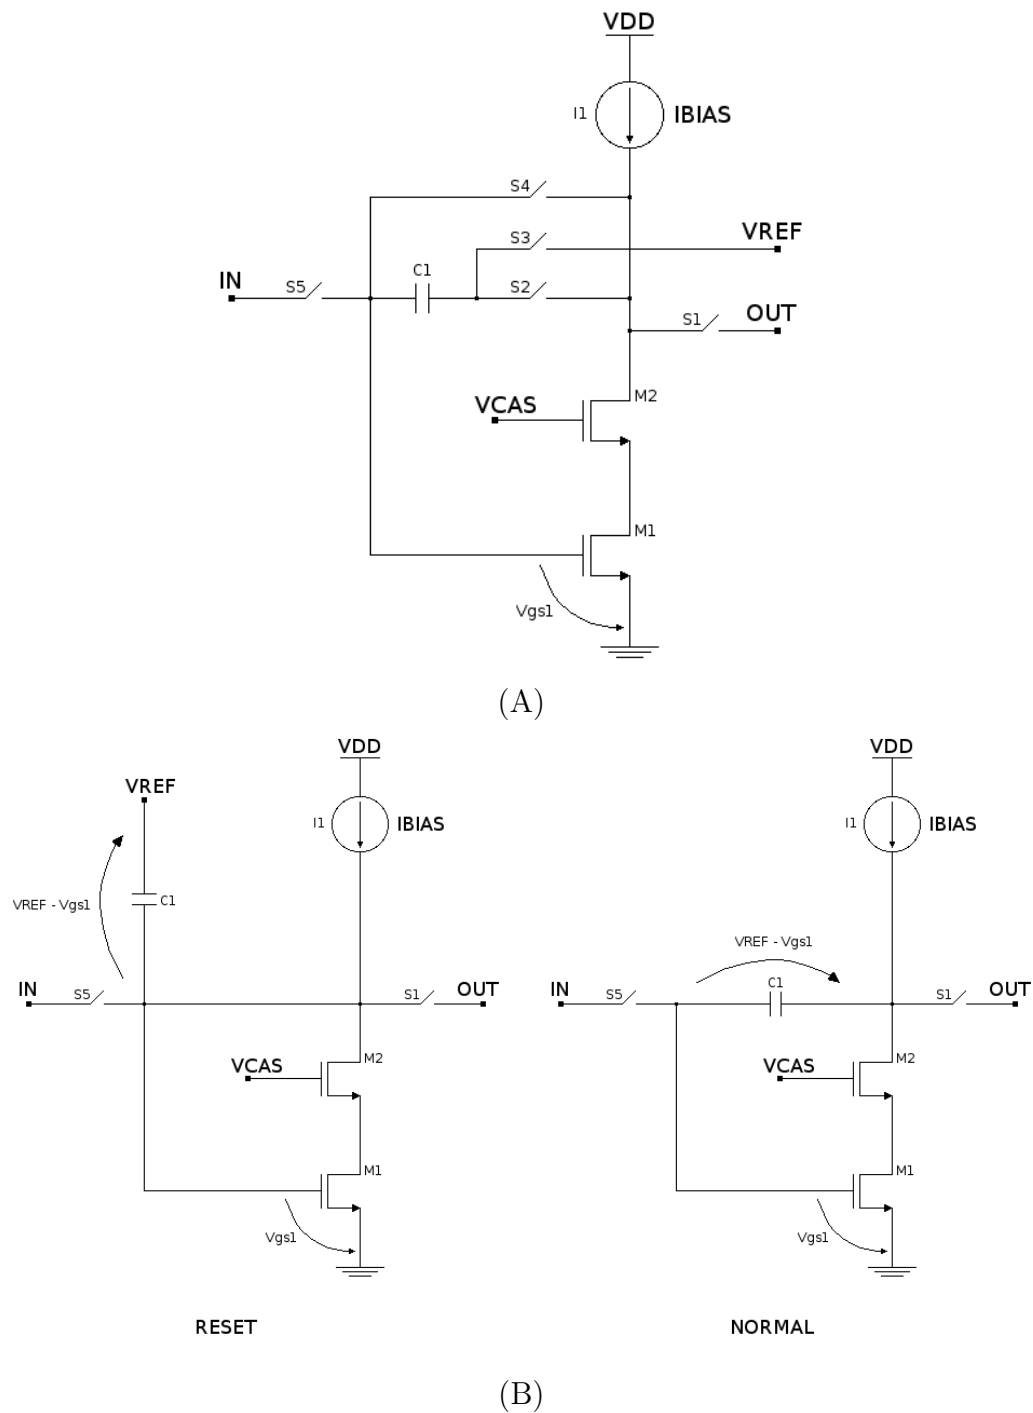 VDD
I1 IBIAS
S4
S3 VREF
IN S5 C1 S2
S1 OUT
VCAS M2
M1
Vgs1
(A)
VDD VDD
VREF
I1 IBIAS I1 IBIAS
VREF - Vgs1 C1
VREF - Vgs1
C1
IN S5 S1 OUT IN S5 S1 OUT
VCAS M2 VCAS M2
M1 M1
Vgs1 Vgs1
RESET NORMAL
(B)